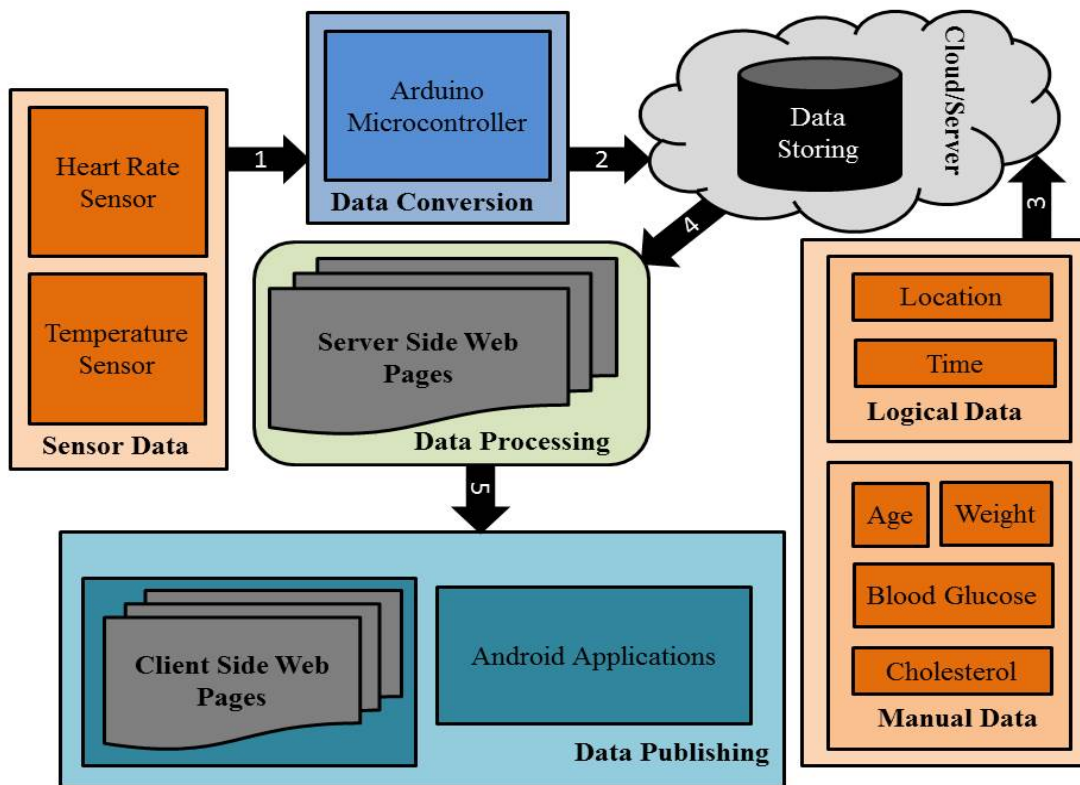 Heart Rate
Sensor
Temperature
Sensor
Sensor Data
1
Arduino
Microcontroller
Data Conversion
2
Cloud/Server
Data
Storing
3
Location
Time
Logical Data
Age
Weight
Blood Glucose
Cholesterol
Manual Data
4
Server Side Web
Pages
Data Processing
5
Client Side Web
Pages
Android Applications
Data Publishing